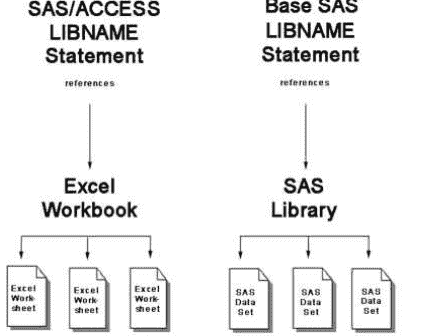 SAS/ACCESS
LIBNAME
Statement
references
Excel
Workbook
Excel
Work-
sheet
Excel
Work-
sheet
Excel
Work-
sheet
Base SAS
LIBNAME
Statement
references
SAS
Library
SAS
Data
Set
SAS
Data
Set
SAS
Data
Set